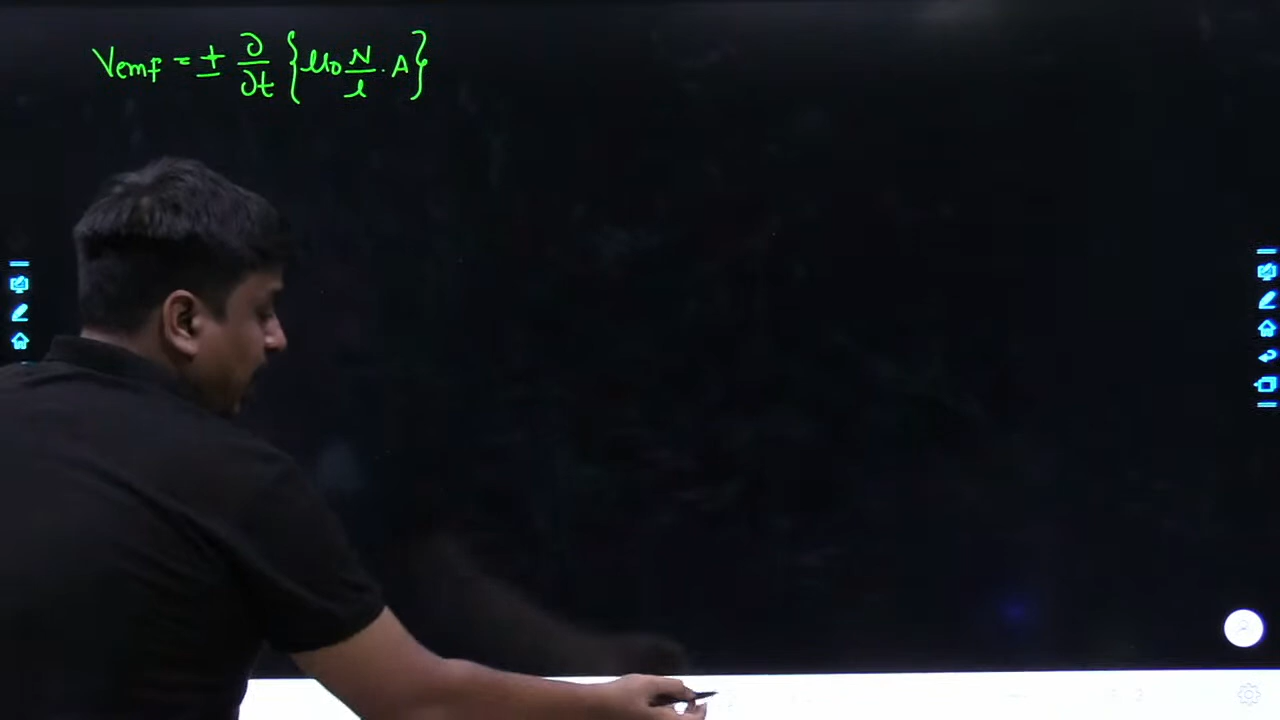 Vemf = ± ∂/∂t {μ₀ N/l . A}